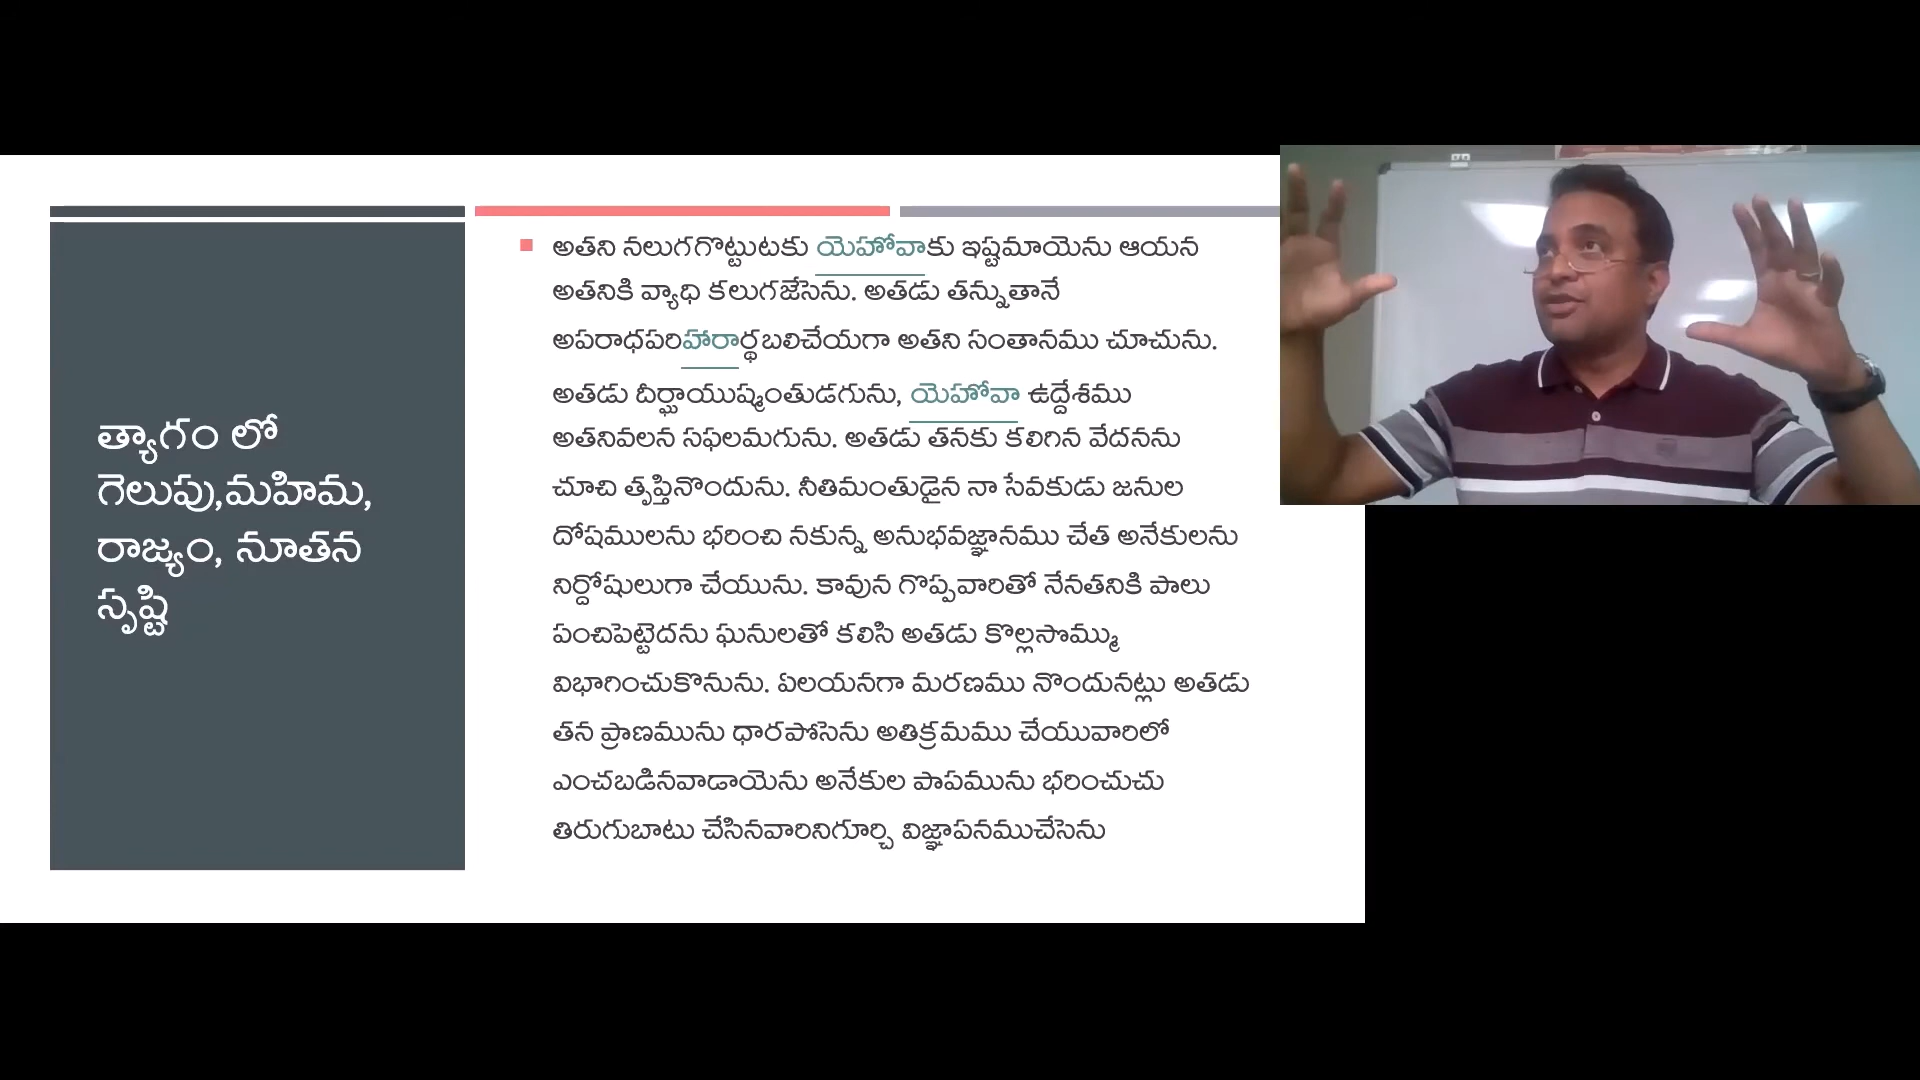 త్యాగం లో
గెలుపు,మహిమ,
రాజ్యం, నూతన
సృష్టి
అతని నలుగగొట్టుటకు యెహోవాకు ఇష్టమాయెను ఆయన
అతనికి వ్యాధి కలుగజేసెను. అతడు తన్నుతానే
అపరాధపరిహారార్థబలిచేయగా అతని సంతానము చూచును.
అతడు దీర్ఘాయుష్మంతుడగును, యెహోవా ఉద్దేశము
అతనివలన సఫలమగును. అతడు తనకు కలిగిన వేదనను
చూచి తృప్తినొందును. నీతిమంతుడైన నా సేవకుడు జనుల
దోషములను భరించి నకున్న అనుభవజ్ఞానము చేత అనేకులను
నిర్దోషులుగా చేయును. కావున గొప్పవారితో నేనతనికి పాలు
పంచిపెట్టెదను ఘనులతో కలిసి అతడు కొల్లసొమ్ము
విభాగించుకొనును. ఏలయనగా మరణము నొందునట్లు అతడు
తన ప్రాణమును ధారపోసెను అతిక్రమము చేయువారిలో
ఎంచబడినవాడాయెను అనేకుల పాపమును భరించుచు
తిరుగుబాటు చేసినవారినిగూర్చి విజ్ఞాపనముచేసెను